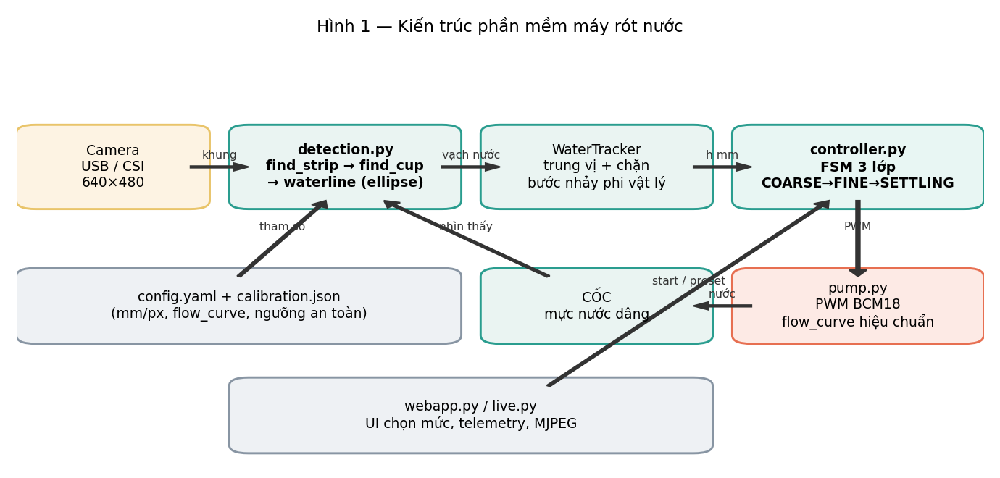 Hình 1 — Kiến trúc phần mềm máy rót nước
Camera
USB / CSI
640×480
khung
detection.py
find_strip → find_cup
→ waterline (ellipse)
vạch nước
WaterTracker
trung vị + chặn
bước nhảy phi vật lý
h mm
controller.py
FSM 3 lớp
COARSE→FINE→SETTLING
tham số
nhìn thấy
PWM
config.yaml + calibration.json
(mm/px, flow_curve, ngưỡng an toàn)
CỐC
mực nước dâng
start / preset
nước
pump.py
PWM BCM18
flow_curve hiệu chuẩn
webapp.py / live.py
UI chọn mức, telemetry, MJPEG